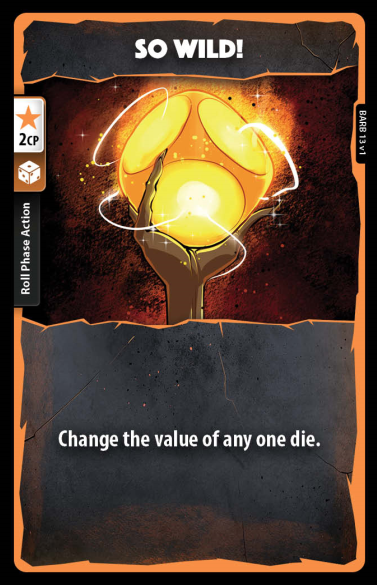 SO WILD!
2CP
Roll Phase Action
BARB 13 v1
Change the value of any one die.